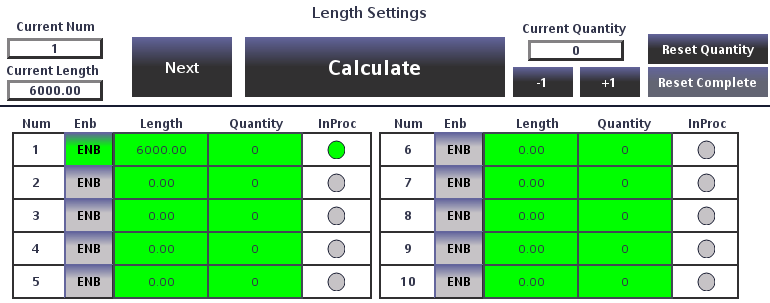 Length Settings
Current Num
1
Current Length
6000.00
Next
Calculate
Current Quantity
0
-1
+1
Reset Quantity
Reset Complete
Num Enb Length Quantity InProc
1 ENB 6000.00 0
2 ENB 0.00 0
3 ENB 0.00 0
4 ENB 0.00 0
5 ENB 0.00 0
Num Enb Length Quantity InProc
6 ENB 0.00 0
7 ENB 0.00 0
8 ENB 0.00 0
9 ENB 0.00 0
10 ENB 0.00 0